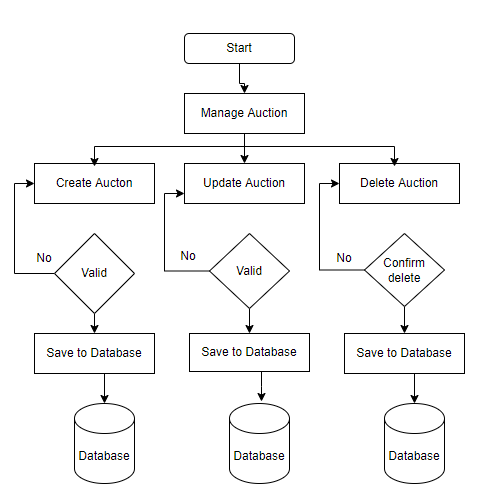 Start
Manage Auction
Create Aucton
Update Auction
Delete Auction
No
Valid
No
Valid
No
Confirm
delete
Save to Database
Save to Database
Save to Database
Database
Database
Database